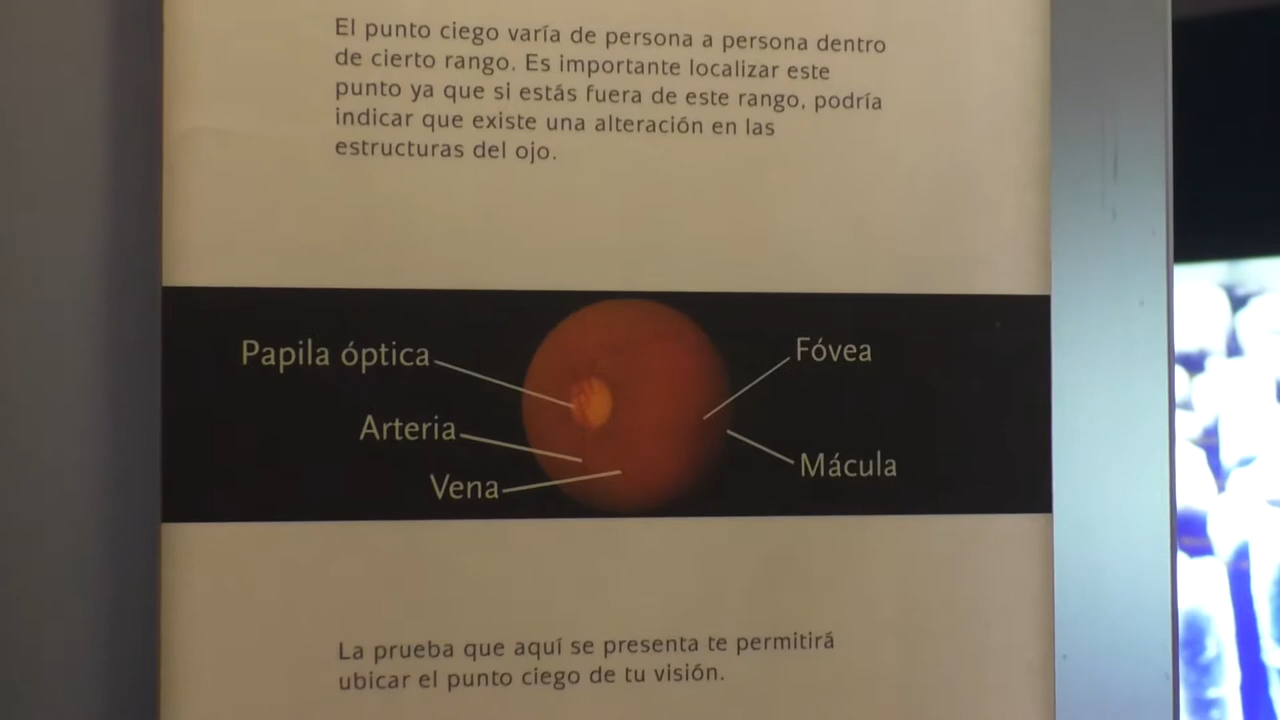 El punto ciego varía de persona a persona dentro
de cierto rango. Es importante localizar este
punto ya que si estás fuera de este rango, podría
indicar que existe una alteración en las
estructuras del ojo.
Papila óptica
Fóvea
Arteria
Mácula
Vena
La prueba que aquí se presenta te permitirá
ubicar el punto ciego de tu visión.